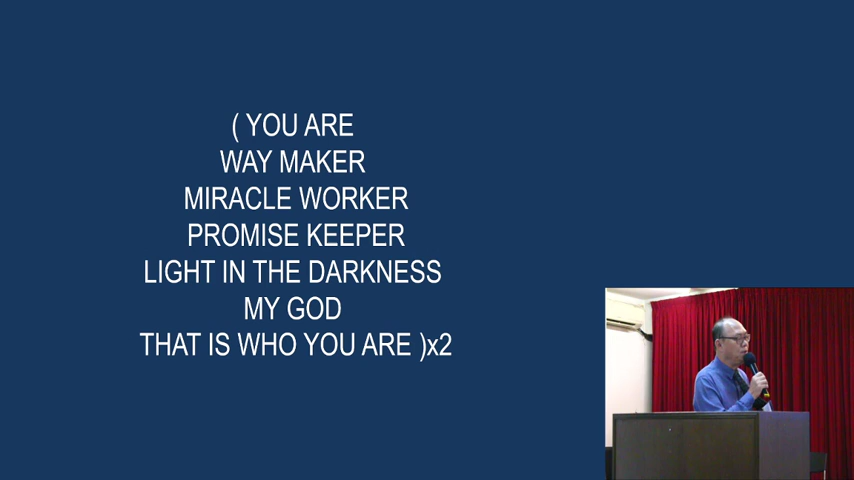 ( YOU ARE
WAY MAKER
MIRACLE WORKER
PROMISE KEEPER
LIGHT IN THE DARKNESS
MY GOD
THAT IS WHO YOU ARE )x2